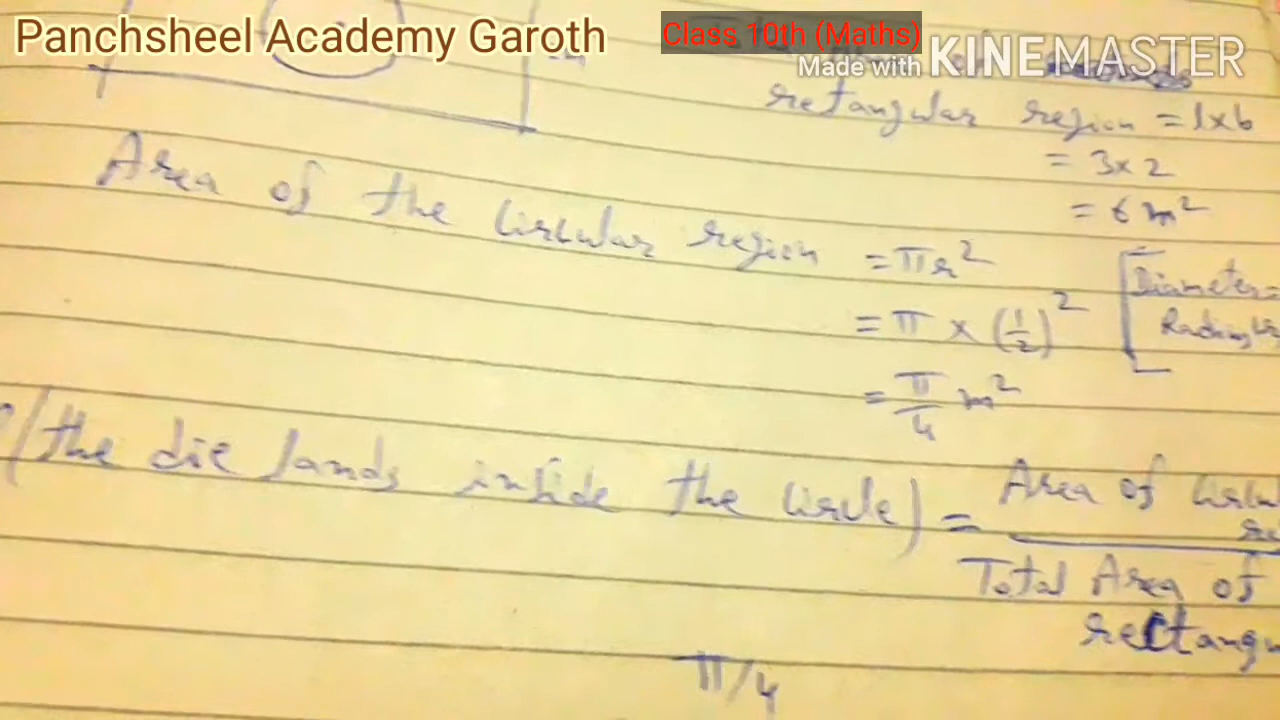 Panchsheel Academy Garoth
Class 10th (Maths)
Made with KINEMASTER
rectangular region = l×b
= 3×2
= 6 m²
Area of the circular region = πr²
= π × (1/2)²
= π/4 m²
[Diameter =
Radius
(the die lands inside the circle) = Area of
Total Area of
π/4